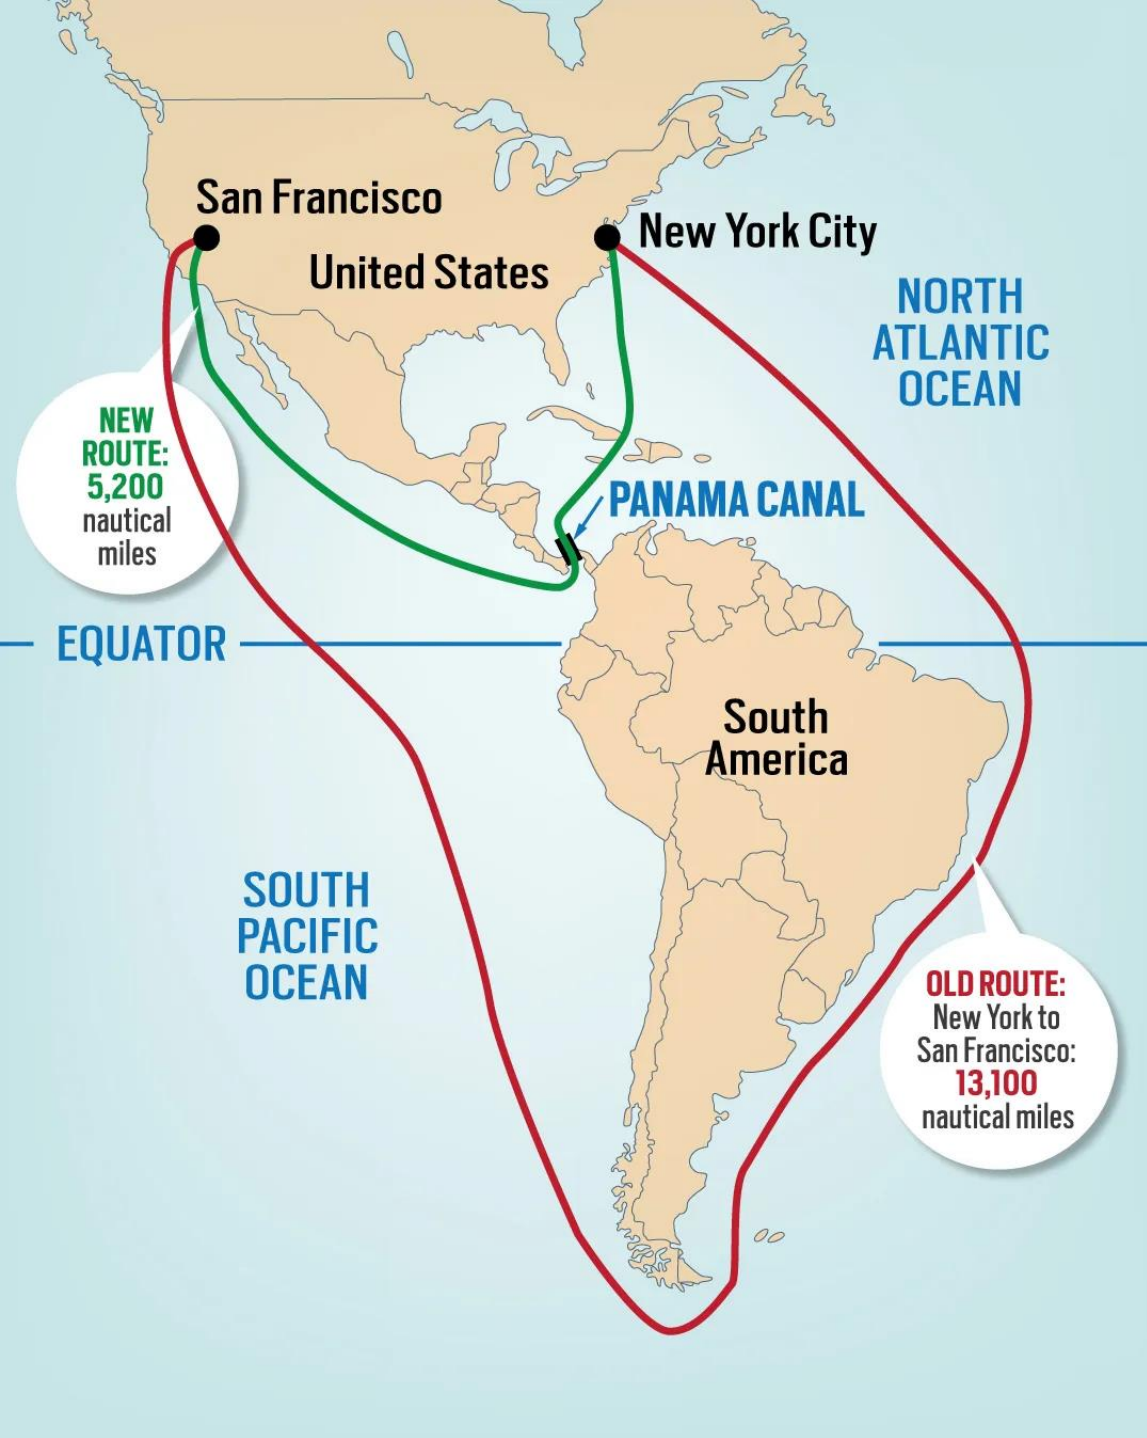 San Francisco
New York City
United States
NORTH
ATLANTIC
OCEAN
NEW
ROUTE:
5,200
nautical
miles
PANAMA CANAL
EQUATOR
South
America
SOUTH
PACIFIC
OCEAN
OLD ROUTE:
New York to
San Francisco:
13,100
nautical miles